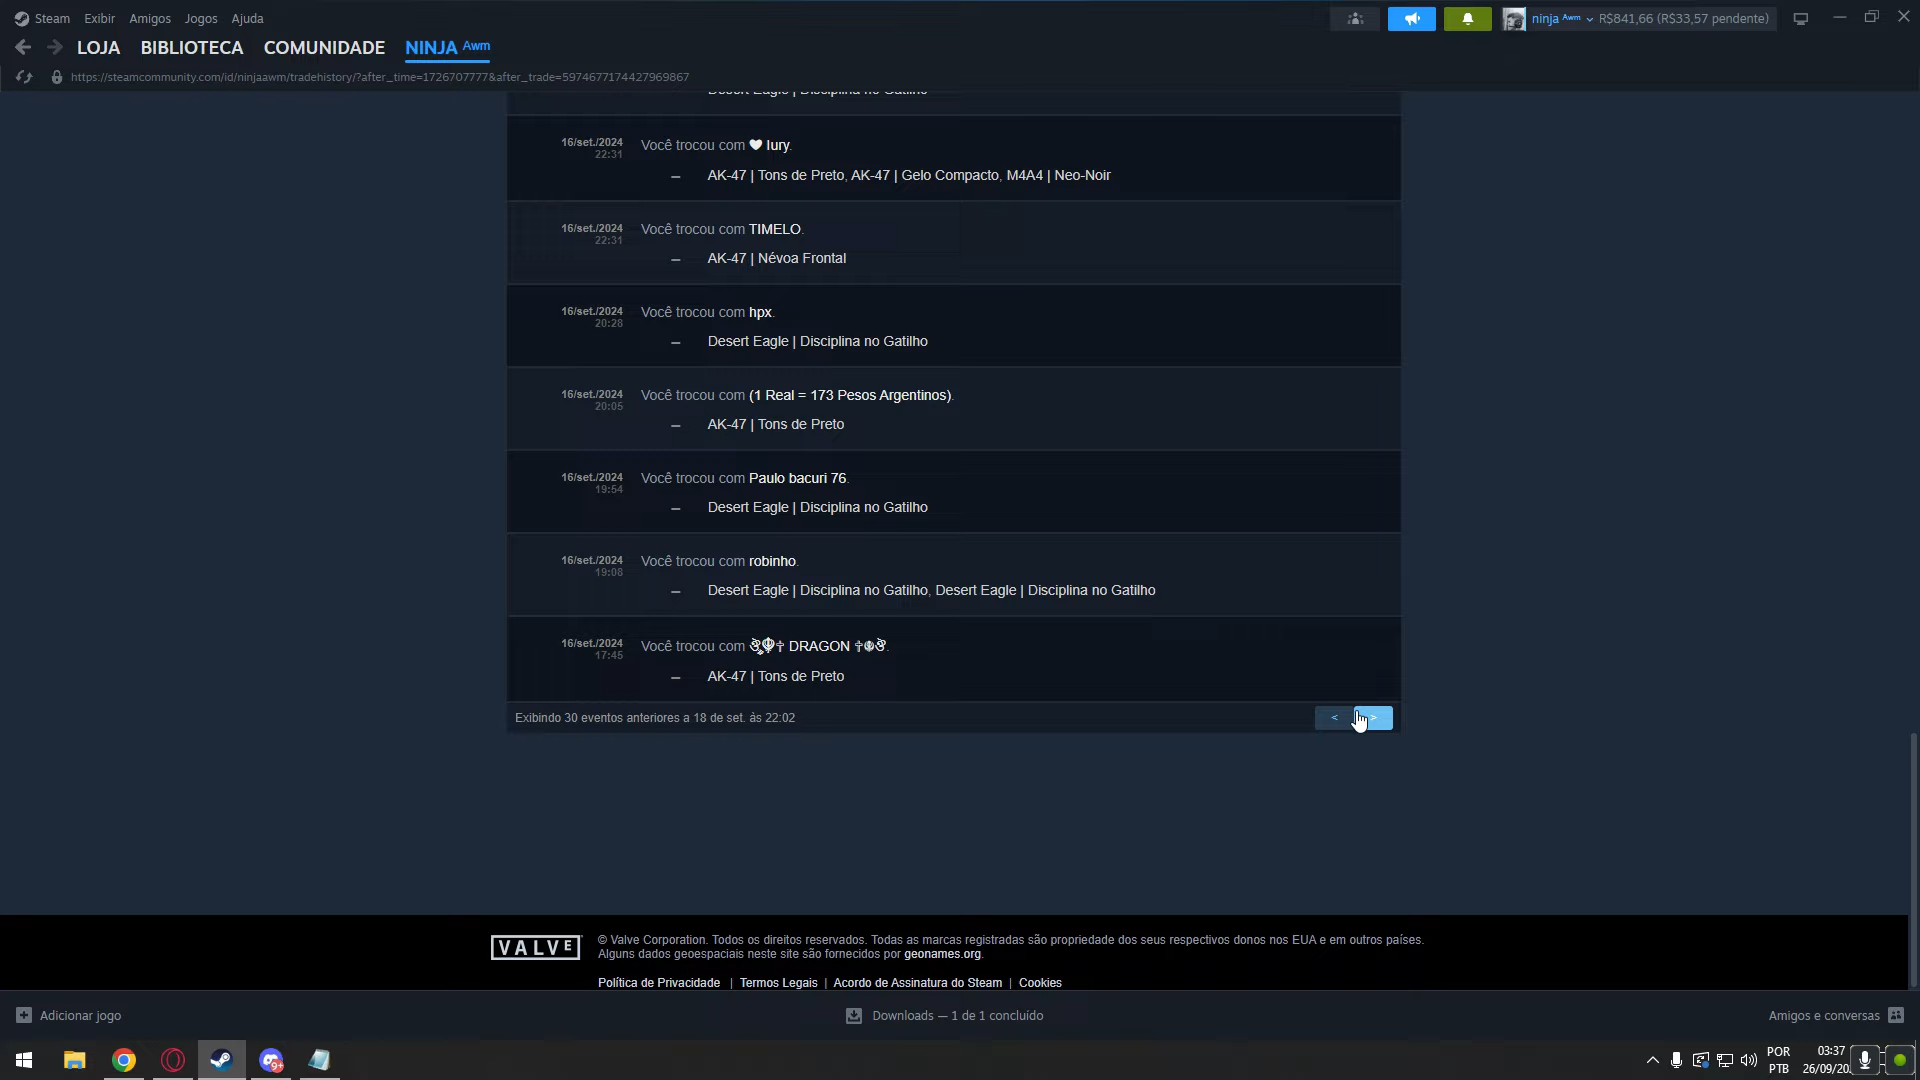 Steam Exibir Amigos Jogos Ajuda
ninja ᴬʷᵐ R$841,66 (R$33,57 pendente)
LOJA BIBLIOTECA COMUNIDADE NINJA ᴬʷᵐ
https://steamcommunity.com/id/ninjaawm/tradehistory/?after_time=1726707777&after_trade=5974677174427969867
Desert Eagle | Disciplina no Gatilho
16/set./2024 Você trocou com ♥ Iury.
22:31
– AK-47 | Tons de Preto, AK-47 | Gelo Compacto, M4A4 | Neo-Noir
16/set./2024 Você trocou com TIMELO.
22:31
– AK-47 | Névoa Frontal
16/set./2024 Você trocou com hpx.
20:28
– Desert Eagle | Disciplina no Gatilho
16/set./2024 Você trocou com (1 Real = 173 Pesos Argentinos).
20:05
– AK-47 | Tons de Preto
16/set./2024 Você trocou com Paulo bacuri 76.
19:54
– Desert Eagle | Disciplina no Gatilho
16/set./2024 Você trocou com robinho.
19:08
– Desert Eagle | Disciplina no Gatilho, Desert Eagle | Disciplina no Gatilho
16/set./2024 Você trocou com DRAGON
17:45
– AK-47 | Tons de Preto
Exibindo 30 eventos anteriores a 18 de set. às 22:02 < >
VALVE
© Valve Corporation. Todos os direitos reservados. Todas as marcas registradas são propriedade dos seus respectivos donos nos EUA e em outros países.
Alguns dados geoespaciais neste site são fornecidos por geonames.org.
Política de Privacidade | Termos Legais | Acordo de Assinatura do Steam | Cookies
Adicionar jogo Downloads — 1 de 1 concluído Amigos e conversas
9+ POR 03:37
PTB 26/09/20